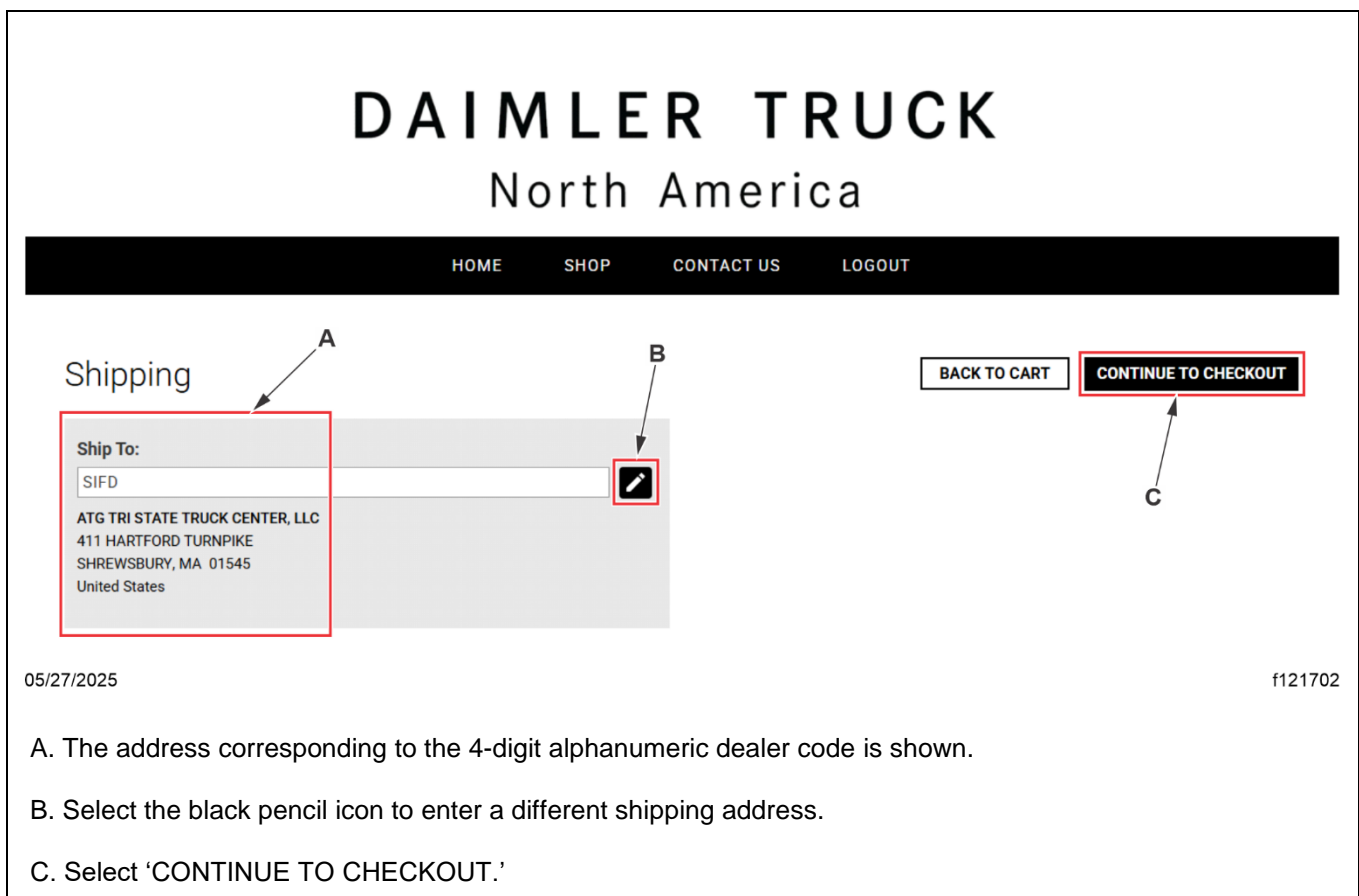 DAIMLER TRUCK
North America
HOME SHOP CONTACT US LOGOUT
A
B
Shipping
BACK TO CART CONTINUE TO CHECKOUT
Ship To:
SIFD
C
ATG TRI STATE TRUCK CENTER, LLC
411 HARTFORD TURNPIKE
SHREWSBURY, MA 01545
United States
05/27/2025 f121702
A. The address corresponding to the 4-digit alphanumeric dealer code is shown.
B. Select the black pencil icon to enter a different shipping address.
C. Select ‘CONTINUE TO CHECKOUT.’